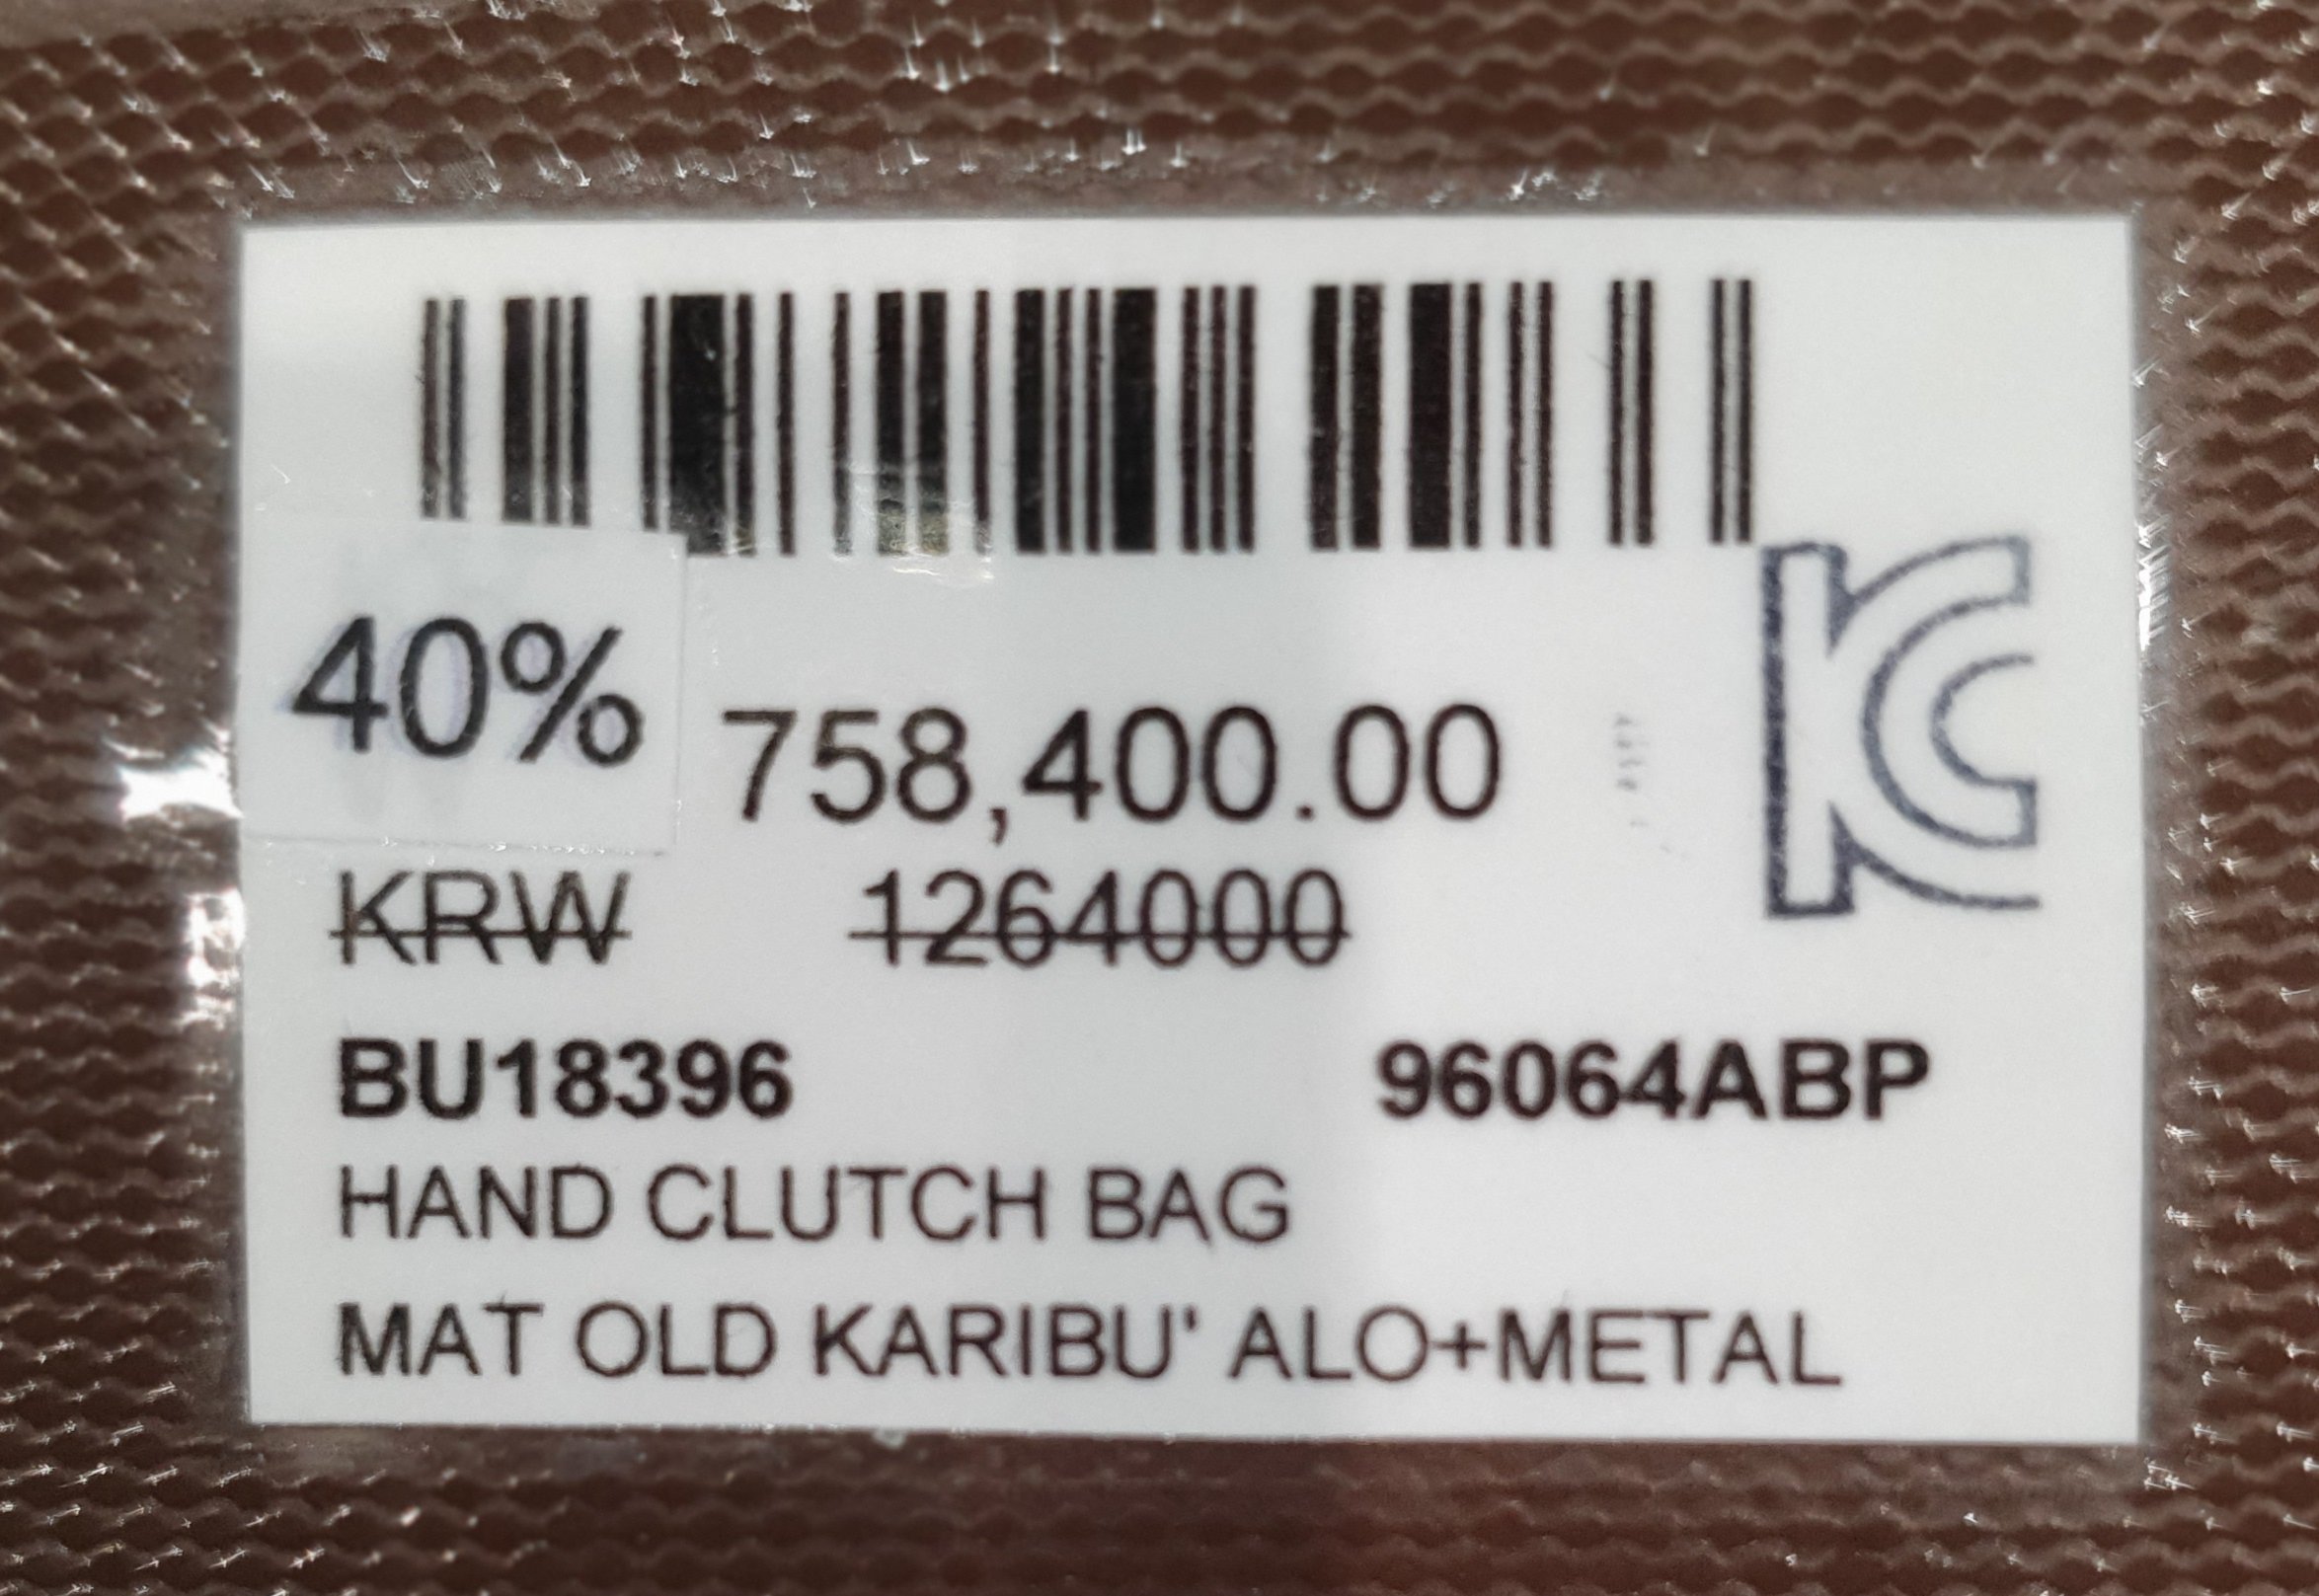 40%
758,400.00
KRW 1264000
BU18396 96064ABP
HAND CLUTCH BAG
MAT OLD KARIBU' ALO+METAL
KC